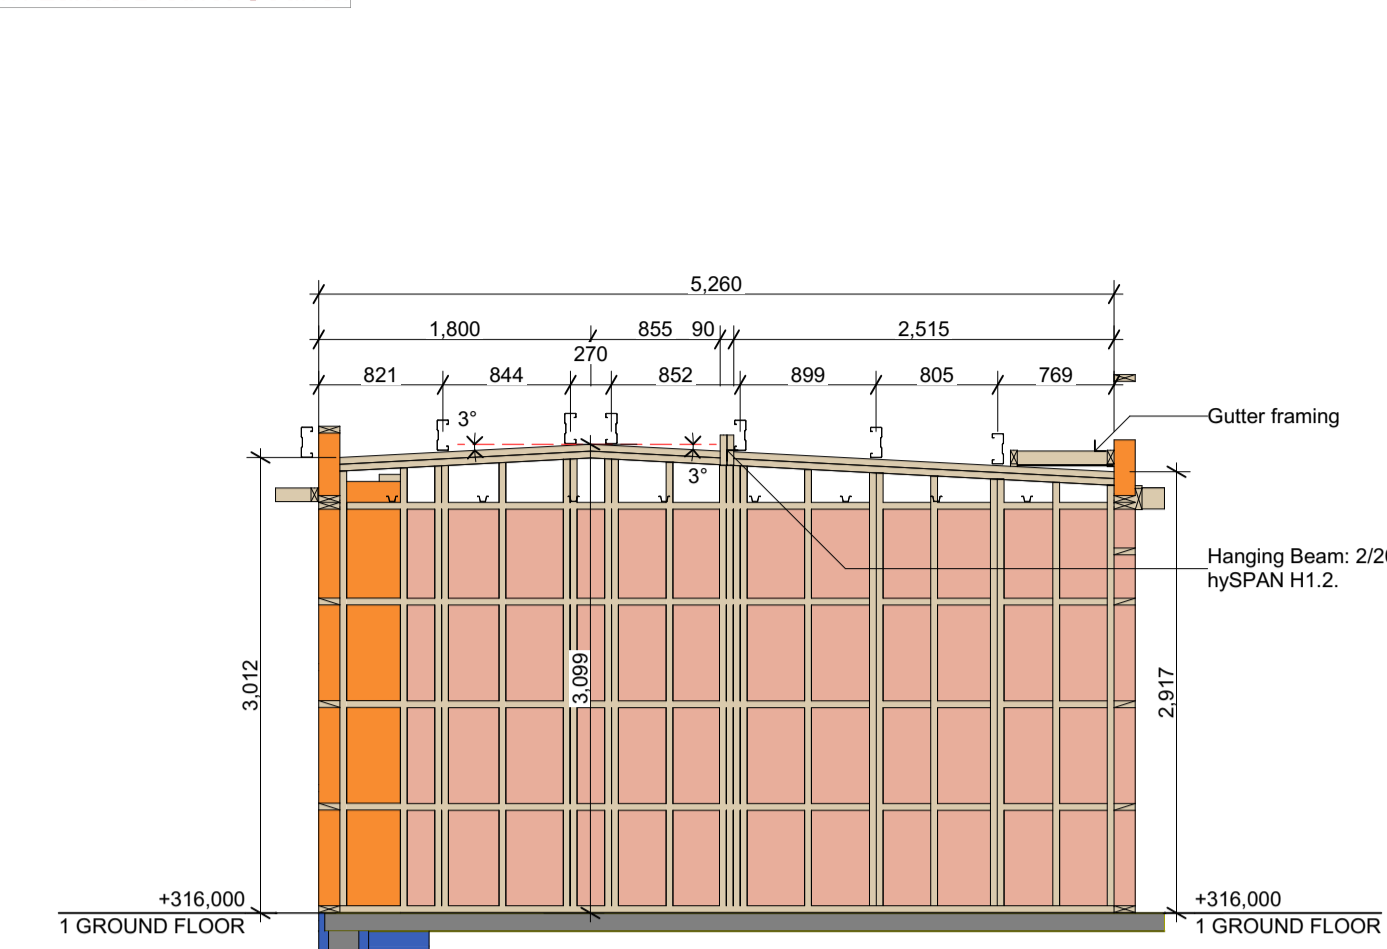 5,260
1,800 855 90 2,515
270
821 844 852 899 805 769
3°
3°
Gutter framing
Hanging Beam: 2/20
hySPAN H1.2.
3,012
3,099
2,917
+316,000
1 GROUND FLOOR
+316,000
1 GROUND FLOOR